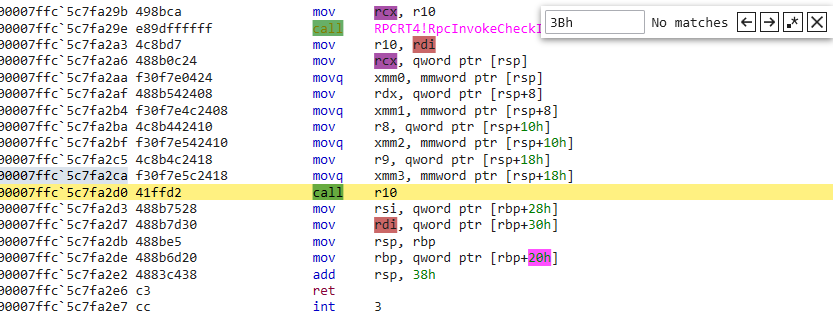 00007ffc`5c7fa29b 498bca mov rcx, r10
00007ffc`5c7fa29e e89dffffff call RPCRT4!RpcInvokeCheck
3Bh No matches
00007ffc`5c7fa2a3 4c8bd7 mov r10, rdi
00007ffc`5c7fa2a6 488b0c24 mov rcx, qword ptr [rsp]
00007ffc`5c7fa2aa f30f7e0424 movq xmm0, mmword ptr [rsp]
00007ffc`5c7fa2af 488b542408 mov rdx, qword ptr [rsp+8]
00007ffc`5c7fa2b4 f30f7e4c2408 movq xmm1, mmword ptr [rsp+8]
00007ffc`5c7fa2ba 4c8b442410 mov r8, qword ptr [rsp+10h]
00007ffc`5c7fa2bf f30f7e542410 movq xmm2, mmword ptr [rsp+10h]
00007ffc`5c7fa2c5 4c8b4c2418 mov r9, qword ptr [rsp+18h]
00007ffc`5c7fa2ca f30f7e5c2418 movq xmm3, mmword ptr [rsp+18h]
00007ffc`5c7fa2d0 41ffd2 call r10
00007ffc`5c7fa2d3 488b7528 mov rsi, qword ptr [rbp+28h]
00007ffc`5c7fa2d7 488b7d30 mov rdi, qword ptr [rbp+30h]
00007ffc`5c7fa2db 488be5 mov rsp, rbp
00007ffc`5c7fa2de 488b6d20 mov rbp, qword ptr [rbp+20h]
00007ffc`5c7fa2e2 4883c438 add rsp, 38h
00007ffc`5c7fa2e6 c3 ret
00007ffc`5c7fa2e7 cc int 3